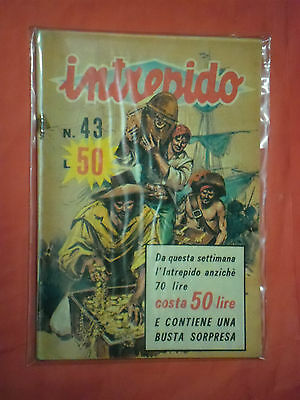 intrepido
N. 43
L. 50
Da questa settimana
l'Intrepido anzichè
70 lire
costa 50 lire
E CONTIENE UNA
BUSTA SORPRESA